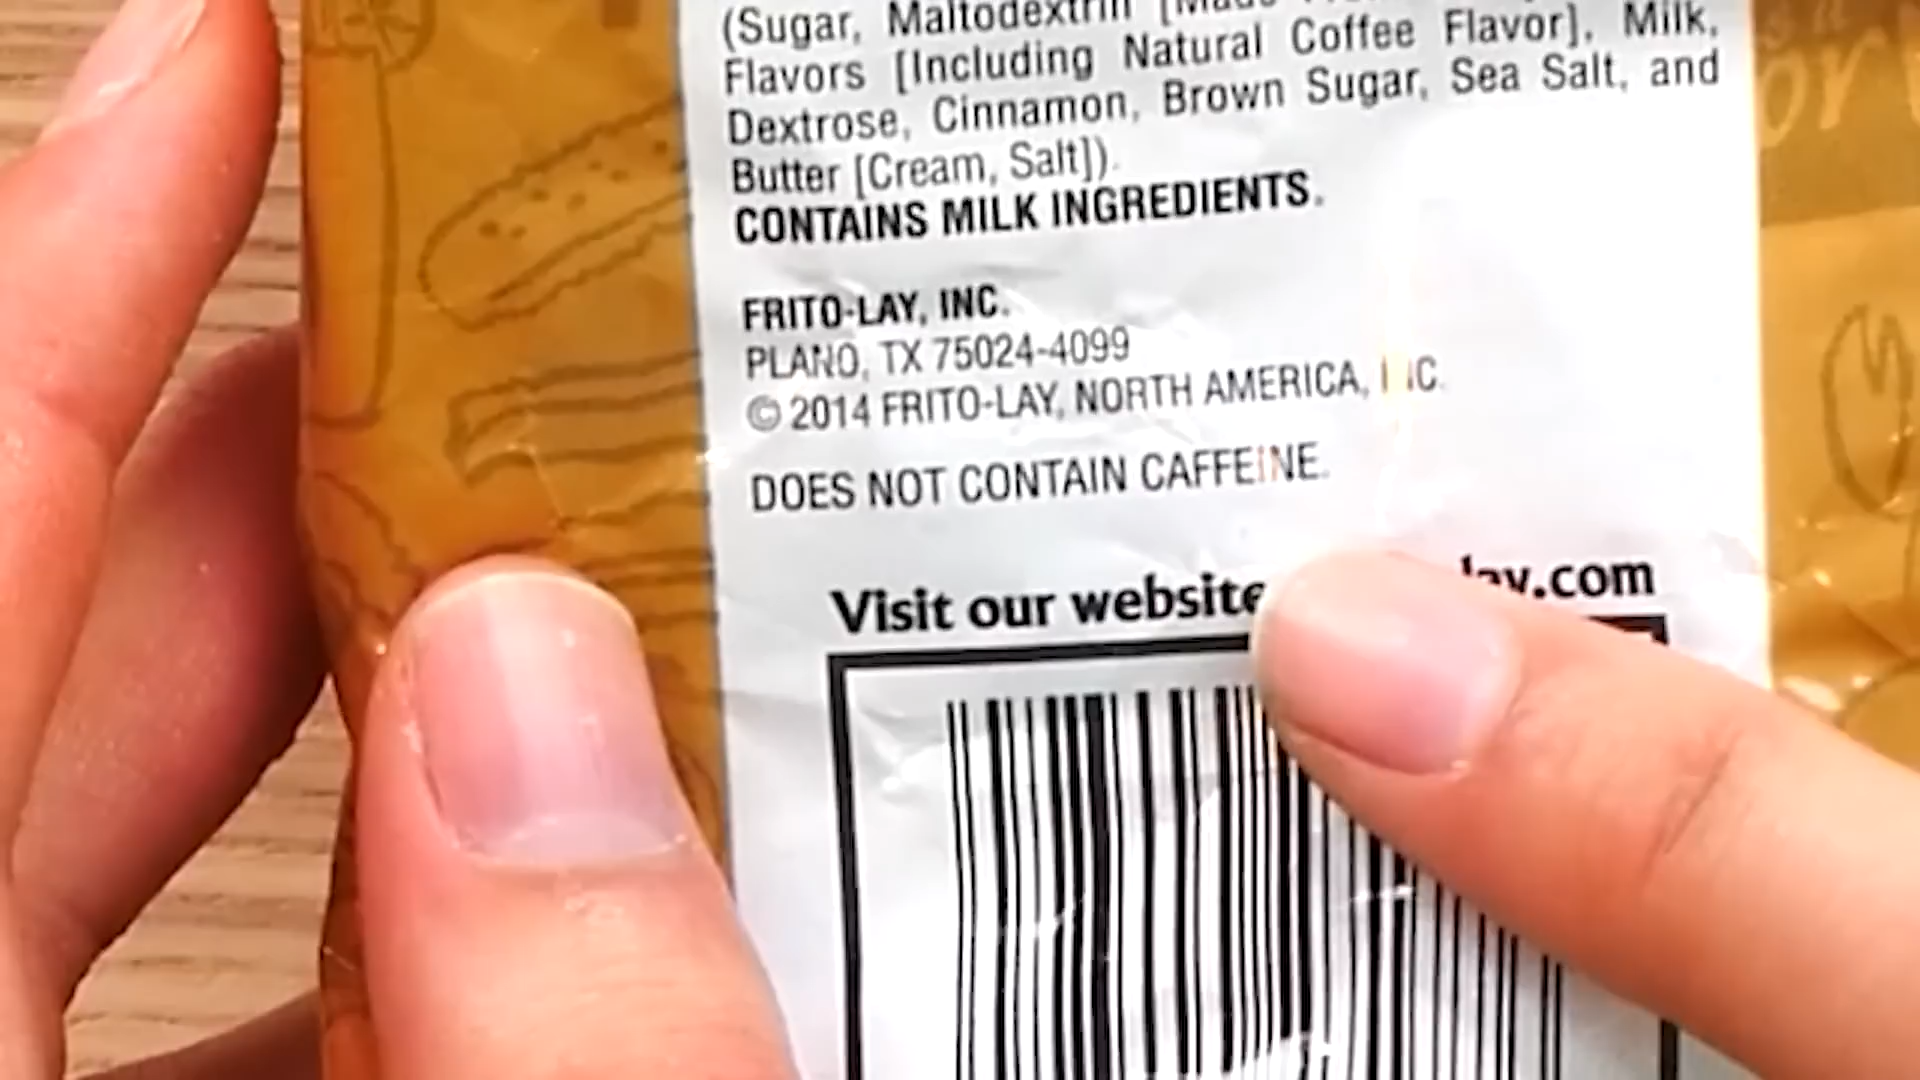 (Sugar, Maltodextrin [Made
Flavors [Including Natural Coffee Flavor], Milk,
Dextrose, Cinnamon, Brown Sugar, Sea Salt, and
Butter [Cream, Salt]).
CONTAINS MILK INGREDIENTS.
FRITO-LAY, INC.
PLANO, TX 75024-4099
© 2014 FRITO-LAY, NORTH AMERICA, INC.
DOES NOT CONTAIN CAFFEINE.
Visit our website lay.com